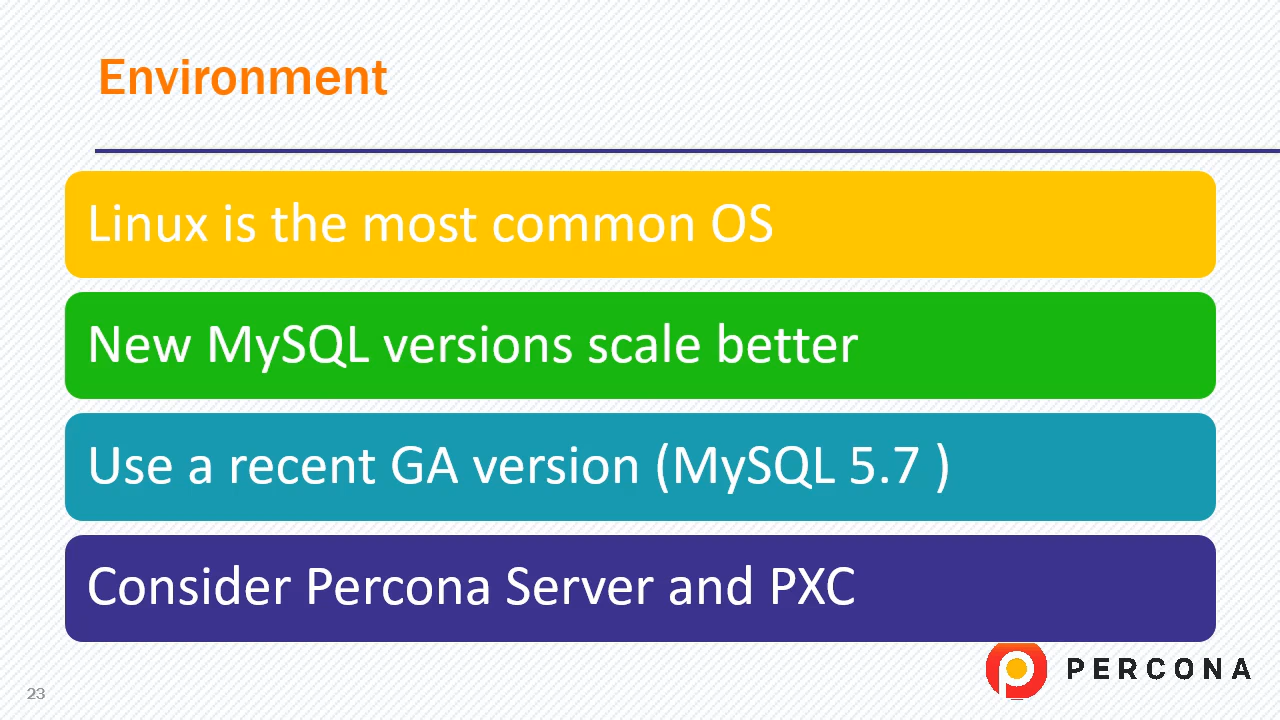 Environment
Linux is the most common OS
New MySQL versions scale better
Use a recent GA version (MySQL 5.7 )
Consider Percona Server and PXC
PERCONA
23